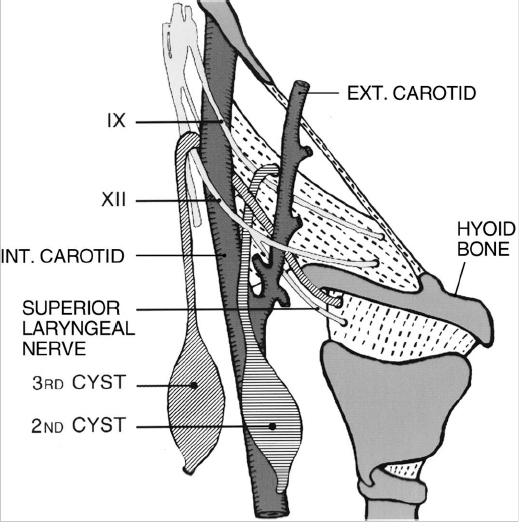 EXT. CAROTID
IX
XII
HYOID
BONE
INT. CAROTID
SUPERIOR
LARYNGEAL
NERVE
3RD CYST
2ND CYST